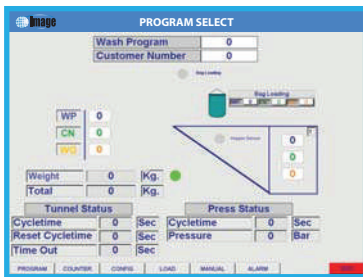 image PROGRAM SELECT
Wash Program 0
Customer Number 0
Bag Loading
Bag Loading
WP 0
CN 0
WG 0
0
0
0
Weight 0 Kg.
Total 0 Kg.
Tunnel Status
Press Status
Cycletime 0 Sec
Cycletime 0 Sec
Reset Cycletime 0 Sec
Pressure 0 Bar
Time Out 0 Sec
PROGRAM COUNTER CONFIG LOAD MANUAL ALARM